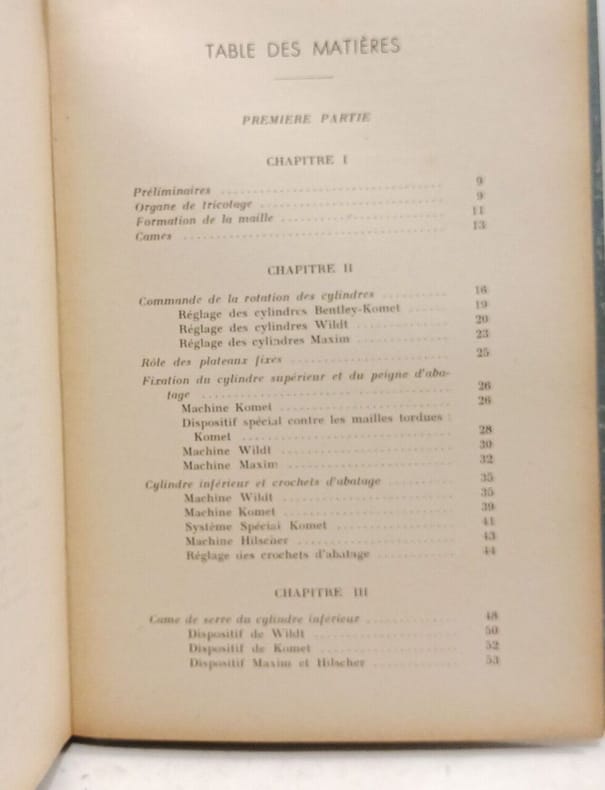 TABLE DES MATIÈRES
PREMIERE PARTIE
CHAPITRE I
Préliminaires .................... 9
Organe de tricotage .................... 9
Formation de la maille .................... 11
Cames .................... 13
CHAPITRE II
Commande de la rotation des cylindres .......... 16
Réglage des cylindres Bentley-Komet ....... 19
Réglage des cylindres Wildt ............... 20
Réglage des cylindres Maxim ............... 23
Rôle des plateaux fixes .................... 25
Fixation du cylindre supérieur et du peigne d'aba-
tage .................... 26
Machine Komet .................... 26
Dispositif spécial contre les mailles tordues :
Komet .................... 28
Machine Wildt .................... 30
Machine Maxim .................... 32
Cylindre inférieur et crochets d'abatage .......... 35
Machine Wildt .................... 35
Machine Komet .................... 39
Système Spécial Komet .................... 41
Machine Hilscher .................... 43
Réglage des crochets d'abatage ............ 44
CHAPITRE III
Came de serre du cylindre inférieur ............ 48
Dispositif de Wildt .................... 50
Dispositif de Komet .................... 52
Dispositif Maxim et Hilscher ............ 53